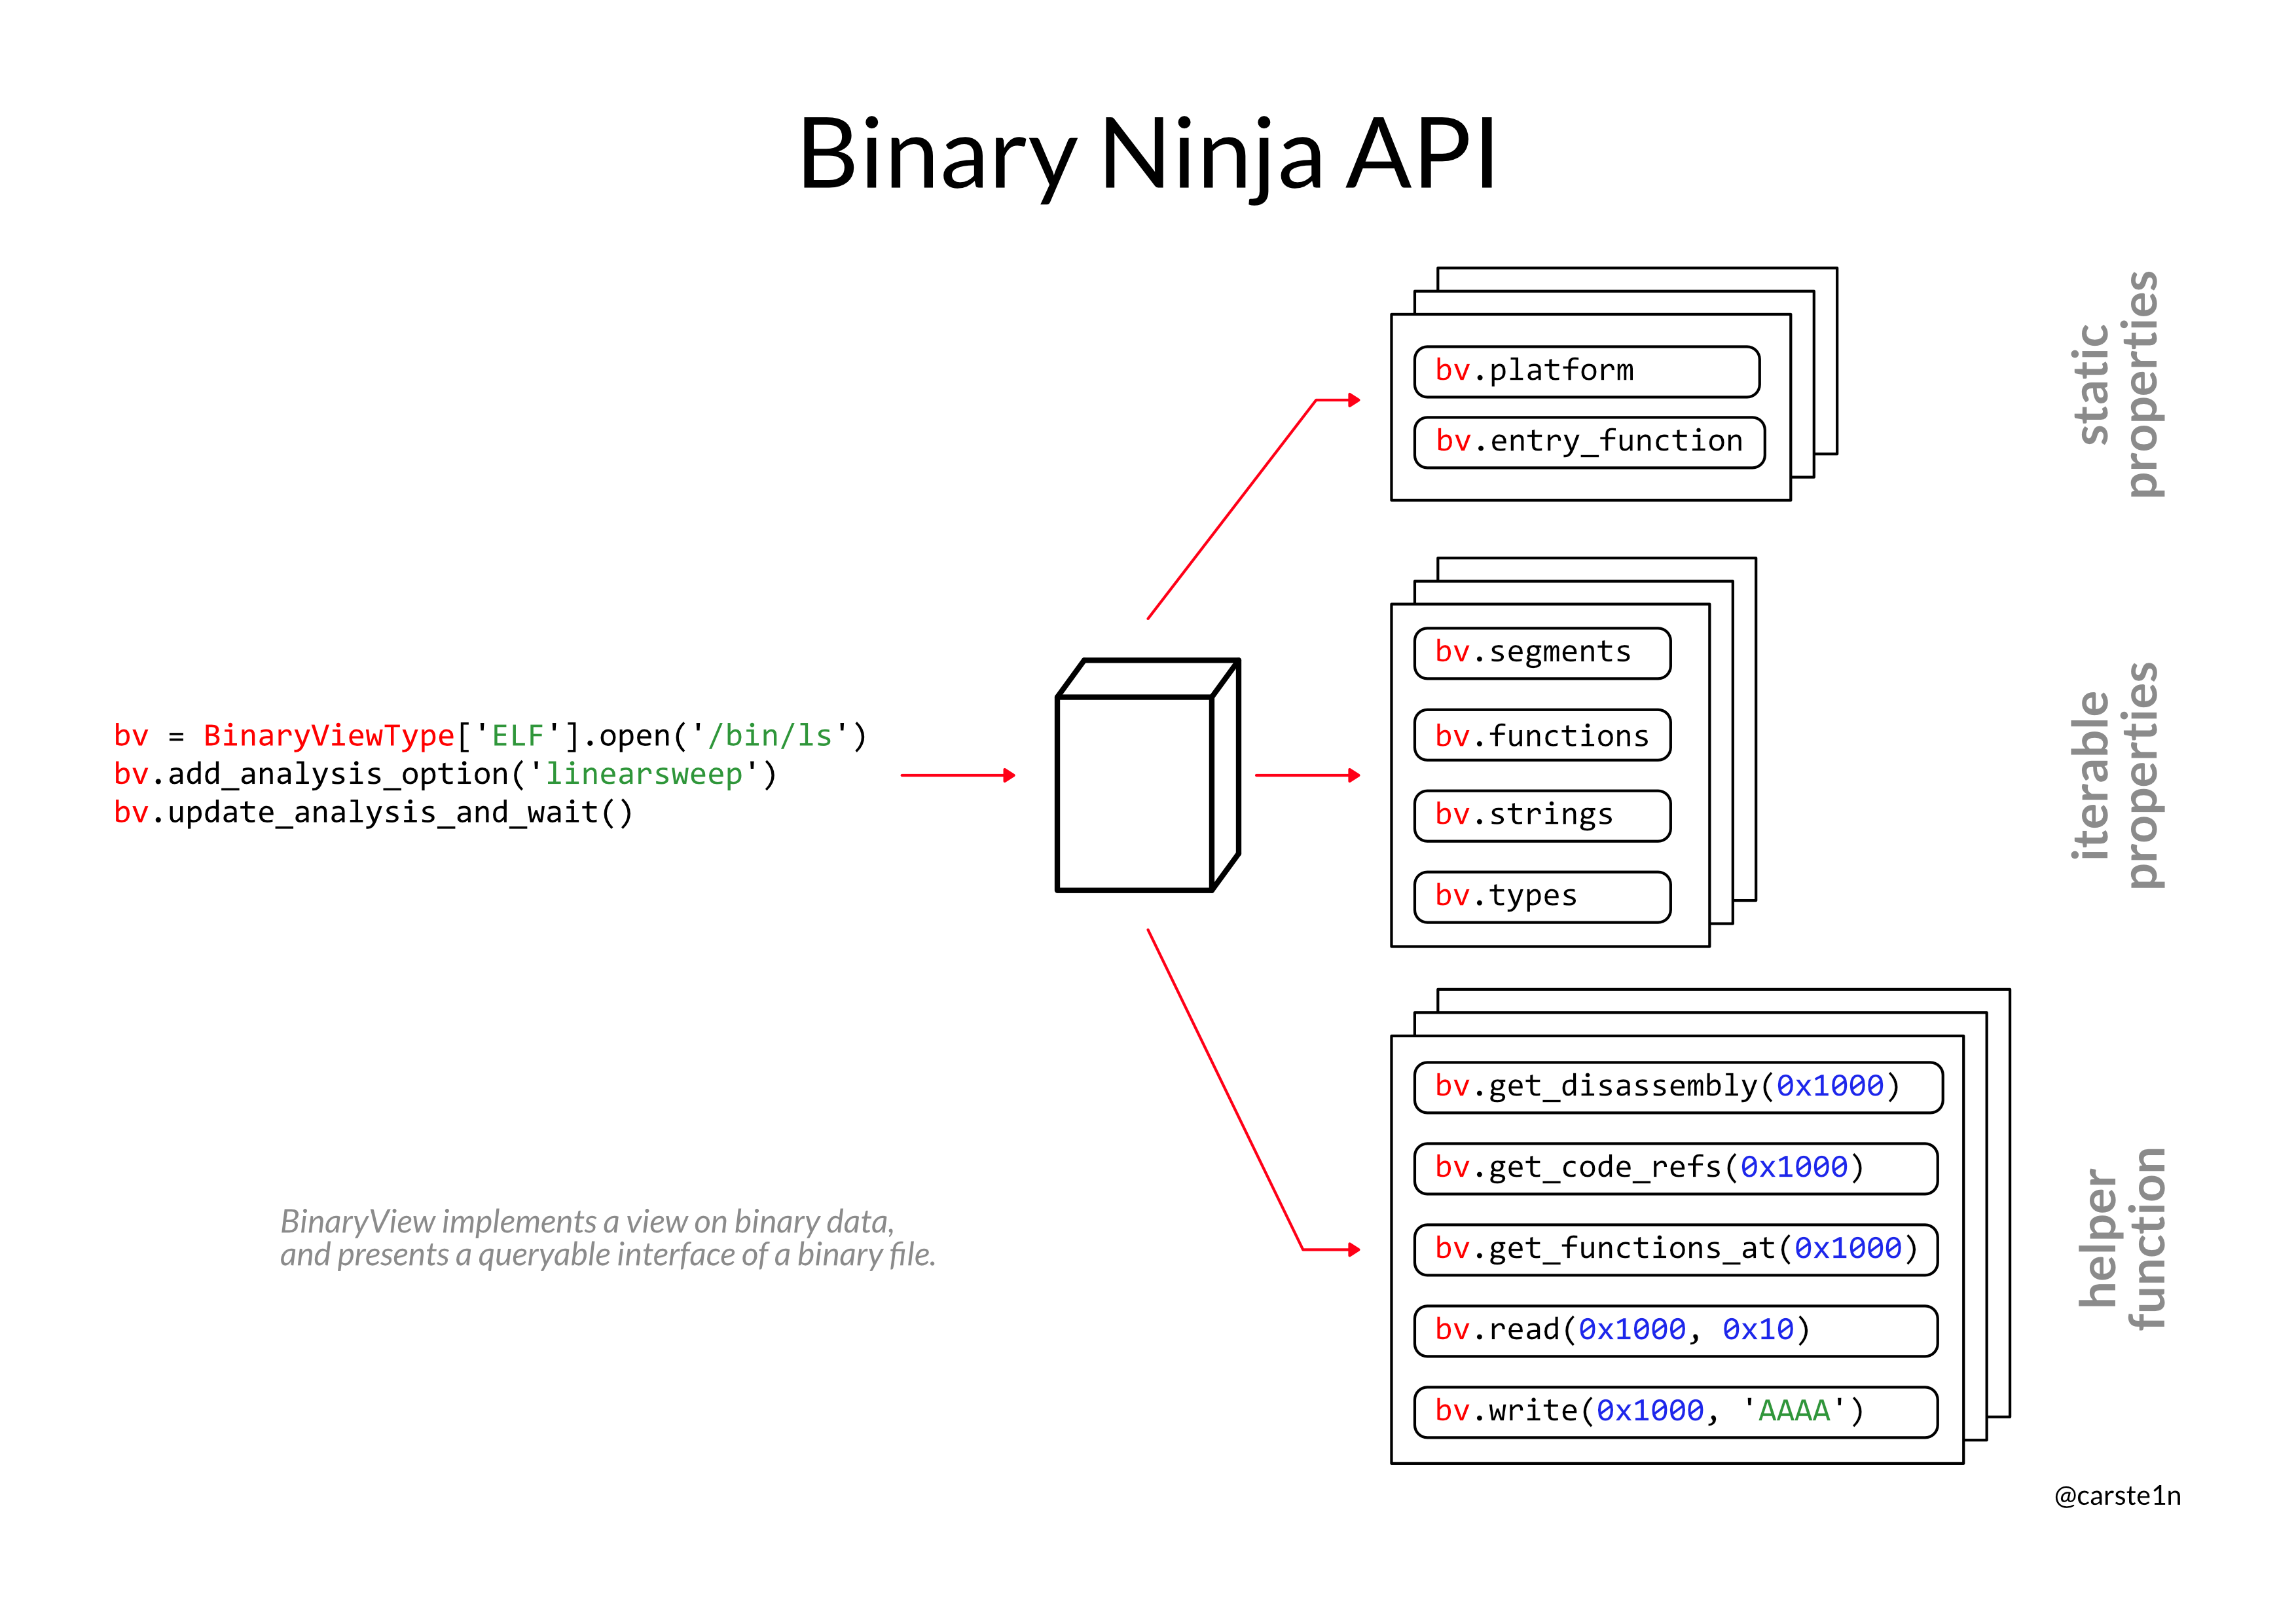 Binary Ninja API
bv = BinaryViewType['ELF'].open('/bin/ls')
bv.add_analysis_option('linearsweep')
bv.update_analysis_and_wait()
BinaryView implements a view on binary data,
and presents a queryable interface of a binary file.
bv.platform
bv.entry_function
static
properties
bv.segments
bv.functions
bv.strings
bv.types
iterable
properties
bv.get_disassembly(0x1000)
bv.get_code_refs(0x1000)
bv.get_functions_at(0x1000)
bv.read(0x1000, 0x10)
bv.write(0x1000, 'AAAA')
helper
function
@carste1n